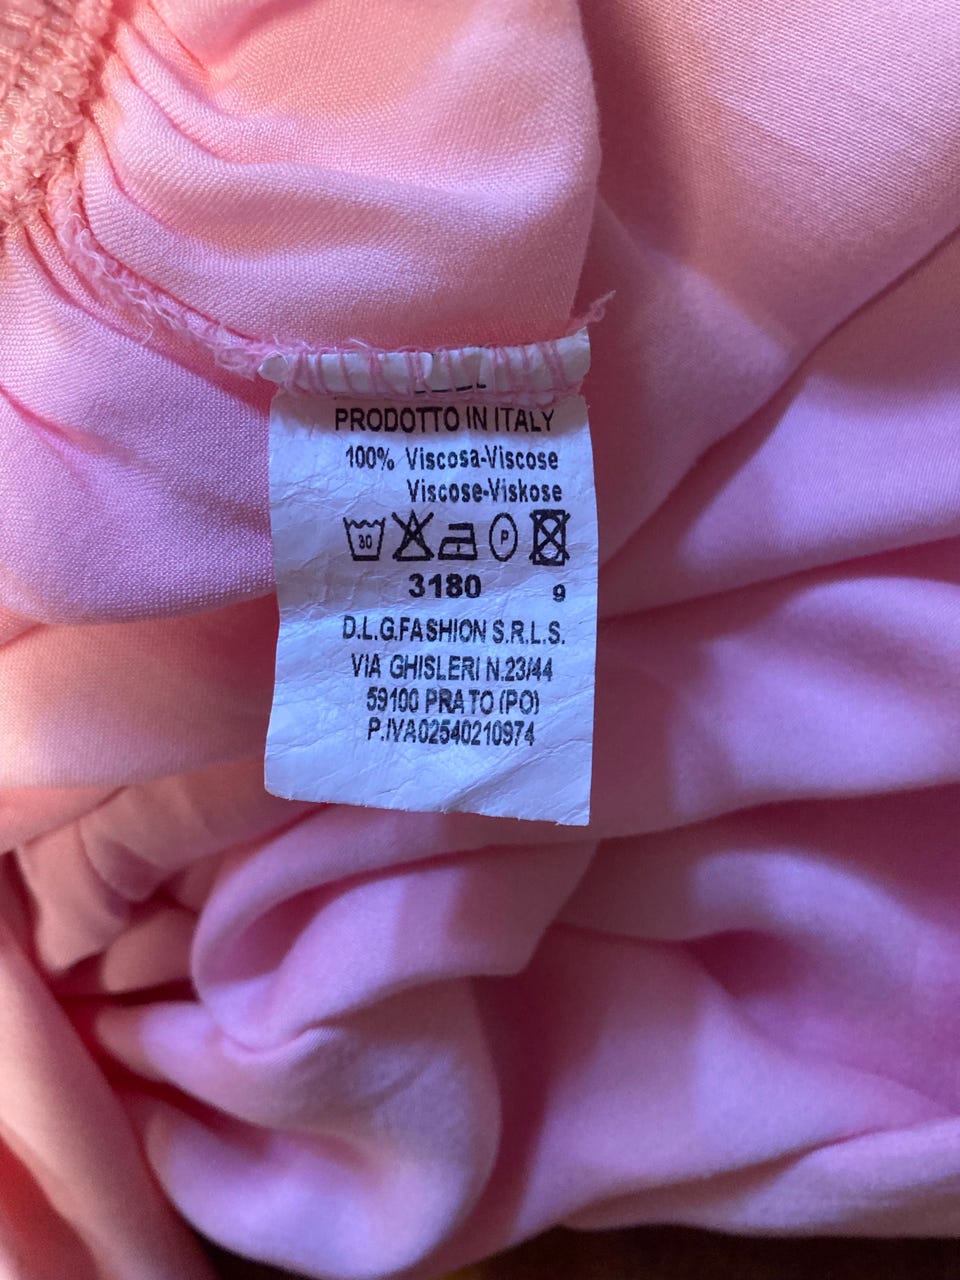 PRODOTTO IN ITALY
100% Viscosa-Viscose
Viscose-Viskose
30 P
3180 9
D.L.G.FASHION S.R.L.S.
VIA GHISLERI N.23/44
59100 PRATO (PO)
P.IVA02540210974